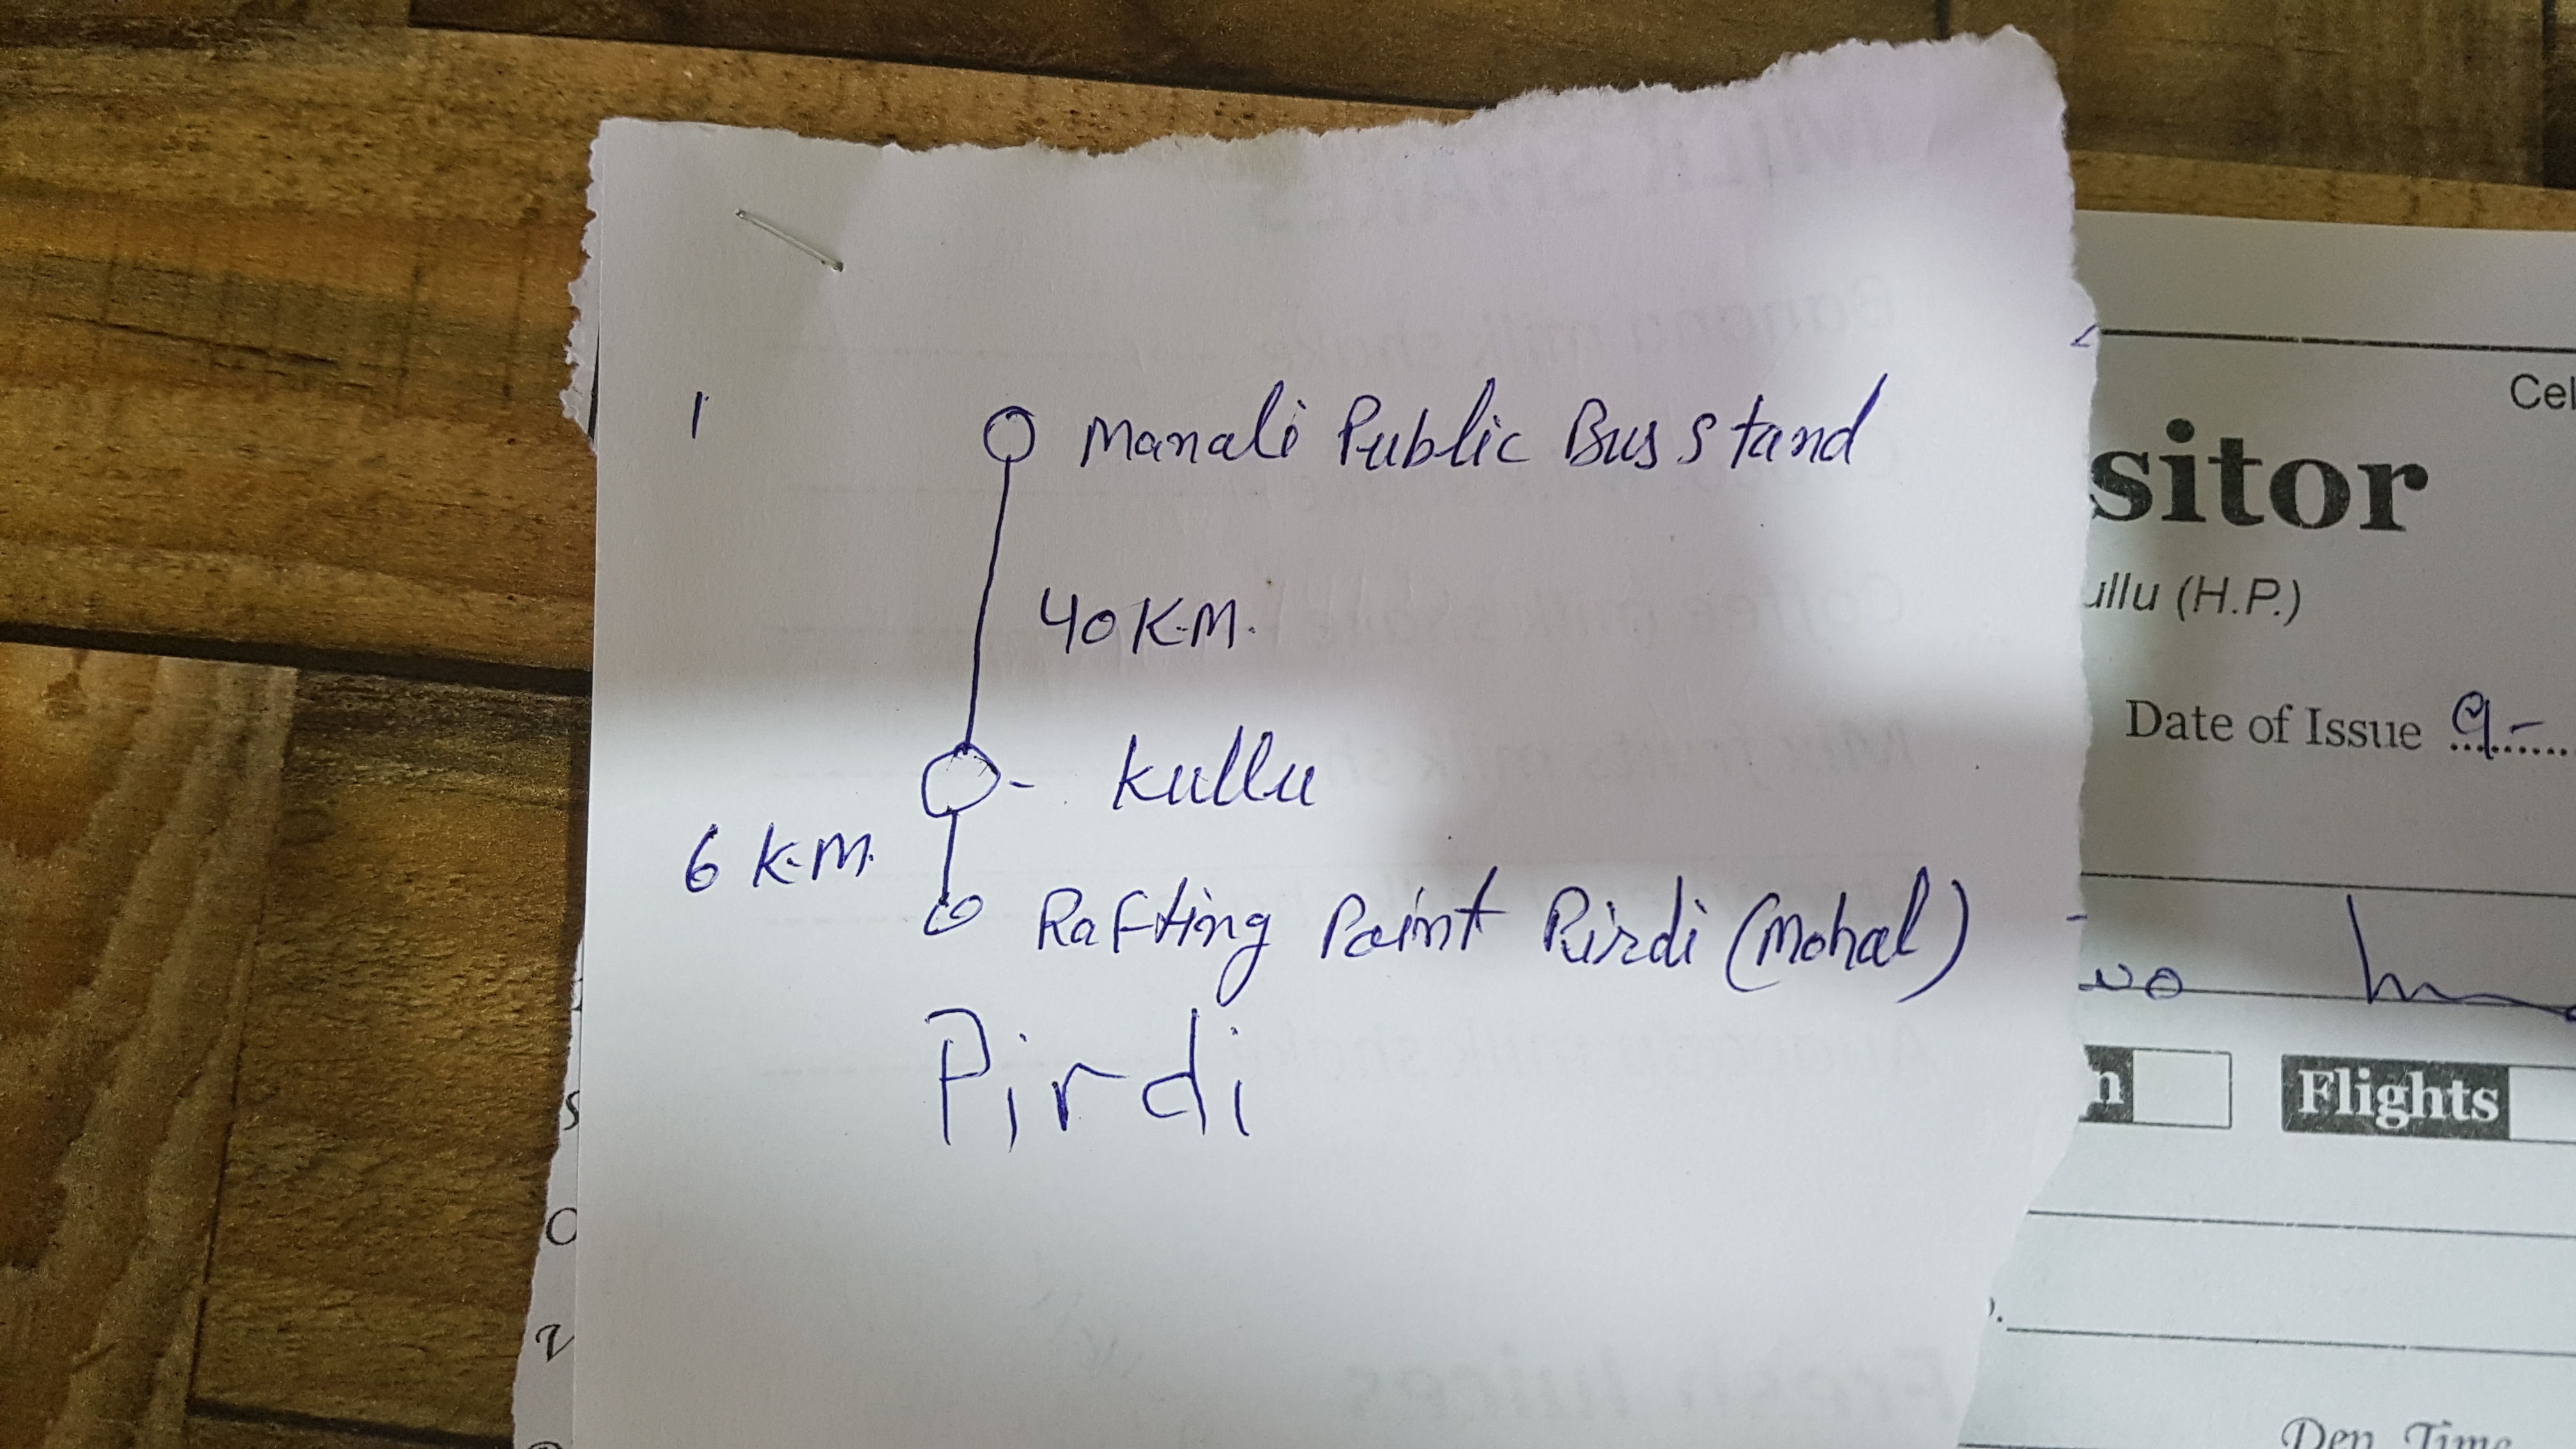 1
Manali Public Bus stand
40 K.M.
- Kullu
6 K.M.
Rafting Point Pirdi (Mohal)
Pirdi
Cel
sitor
ullu (H.P.)
Date of Issue 9-
n
Flights
Dep. Time